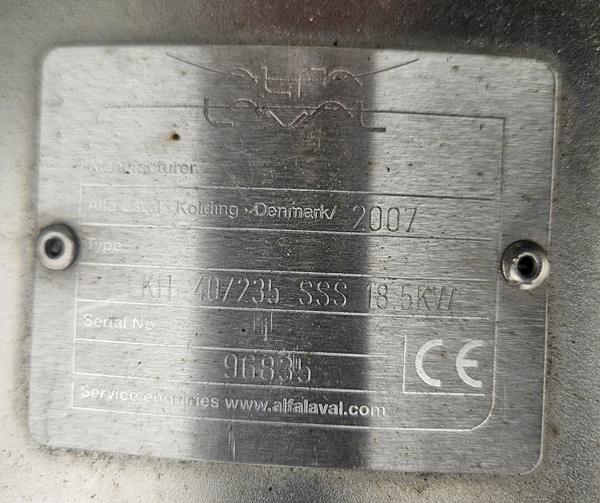 Alfa
Laval
Manufacturer
Alfa Laval · Kolding · Denmark/ 2007
Type
LKH 40/235 SSS 18.5KW
Serial No
96835
CE
Service enquiries www.alfalaval.com